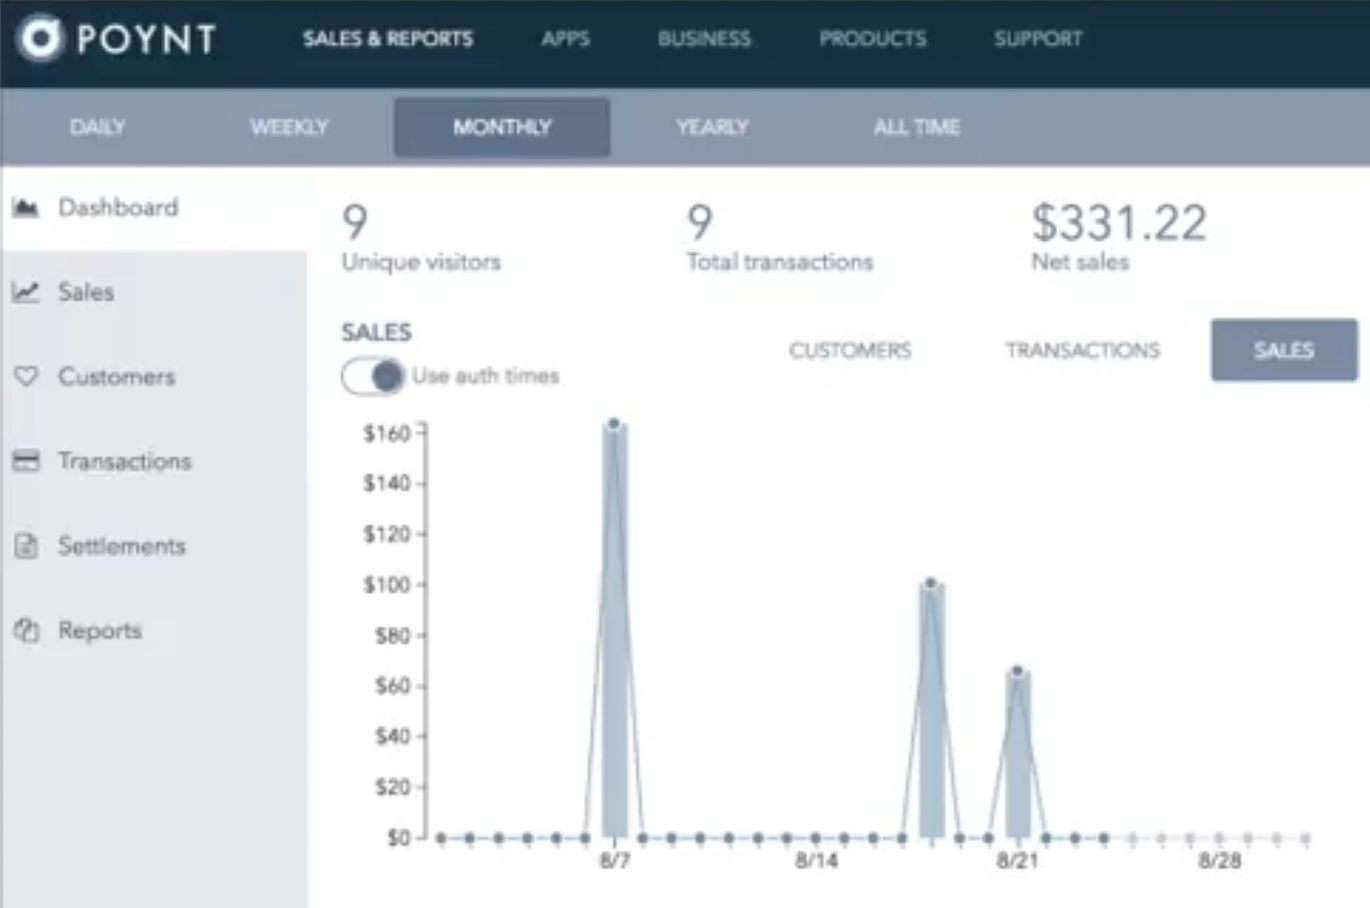 POYNT
SALES & REPORTS APPS BUSINESS PRODUCTS SUPPORT
DAILY WEEKLY MONTHLY YEARLY ALL TIME
Dashboard
Sales
Customers
Transactions
Settlements
Reports
9 9 $331.22
Unique visitors Total transactions Net sales
SALES
Use auth times
CUSTOMERS TRANSACTIONS SALES
$160
$140
$120
$100
$80
$60
$40
$20
$0
8/7 8/14 8/21 8/28